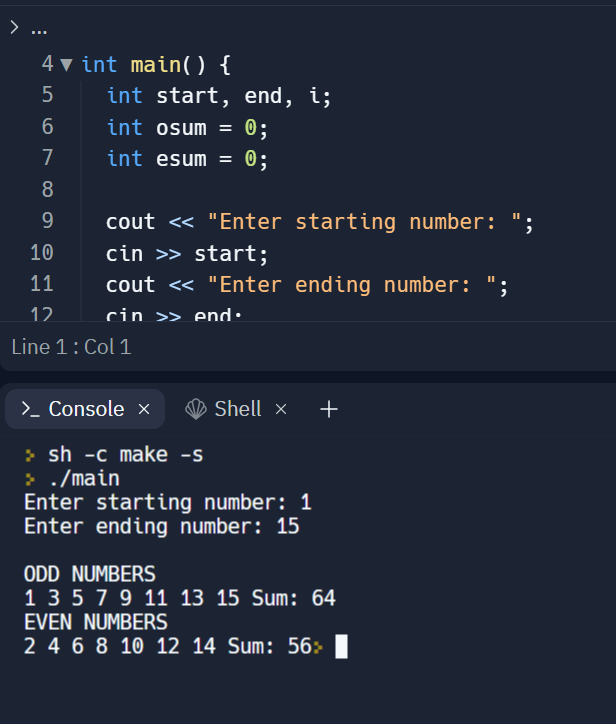 > ...
4 ▼ int main() {
5 int start, end, i;
6 int osum = 0;
7 int esum = 0;
8
9 cout << "Enter starting number: ";
10 cin >> start;
11 cout << "Enter ending number: ";
12 cin >> end;
Line 1 : Col 1
>_ Console × Shell × +
> sh -c make -s
> ./main
Enter starting number: 1
Enter ending number: 15
ODD NUMBERS
1 3 5 7 9 11 13 15 Sum: 64
EVEN NUMBERS
2 4 6 8 10 12 14 Sum: 56>